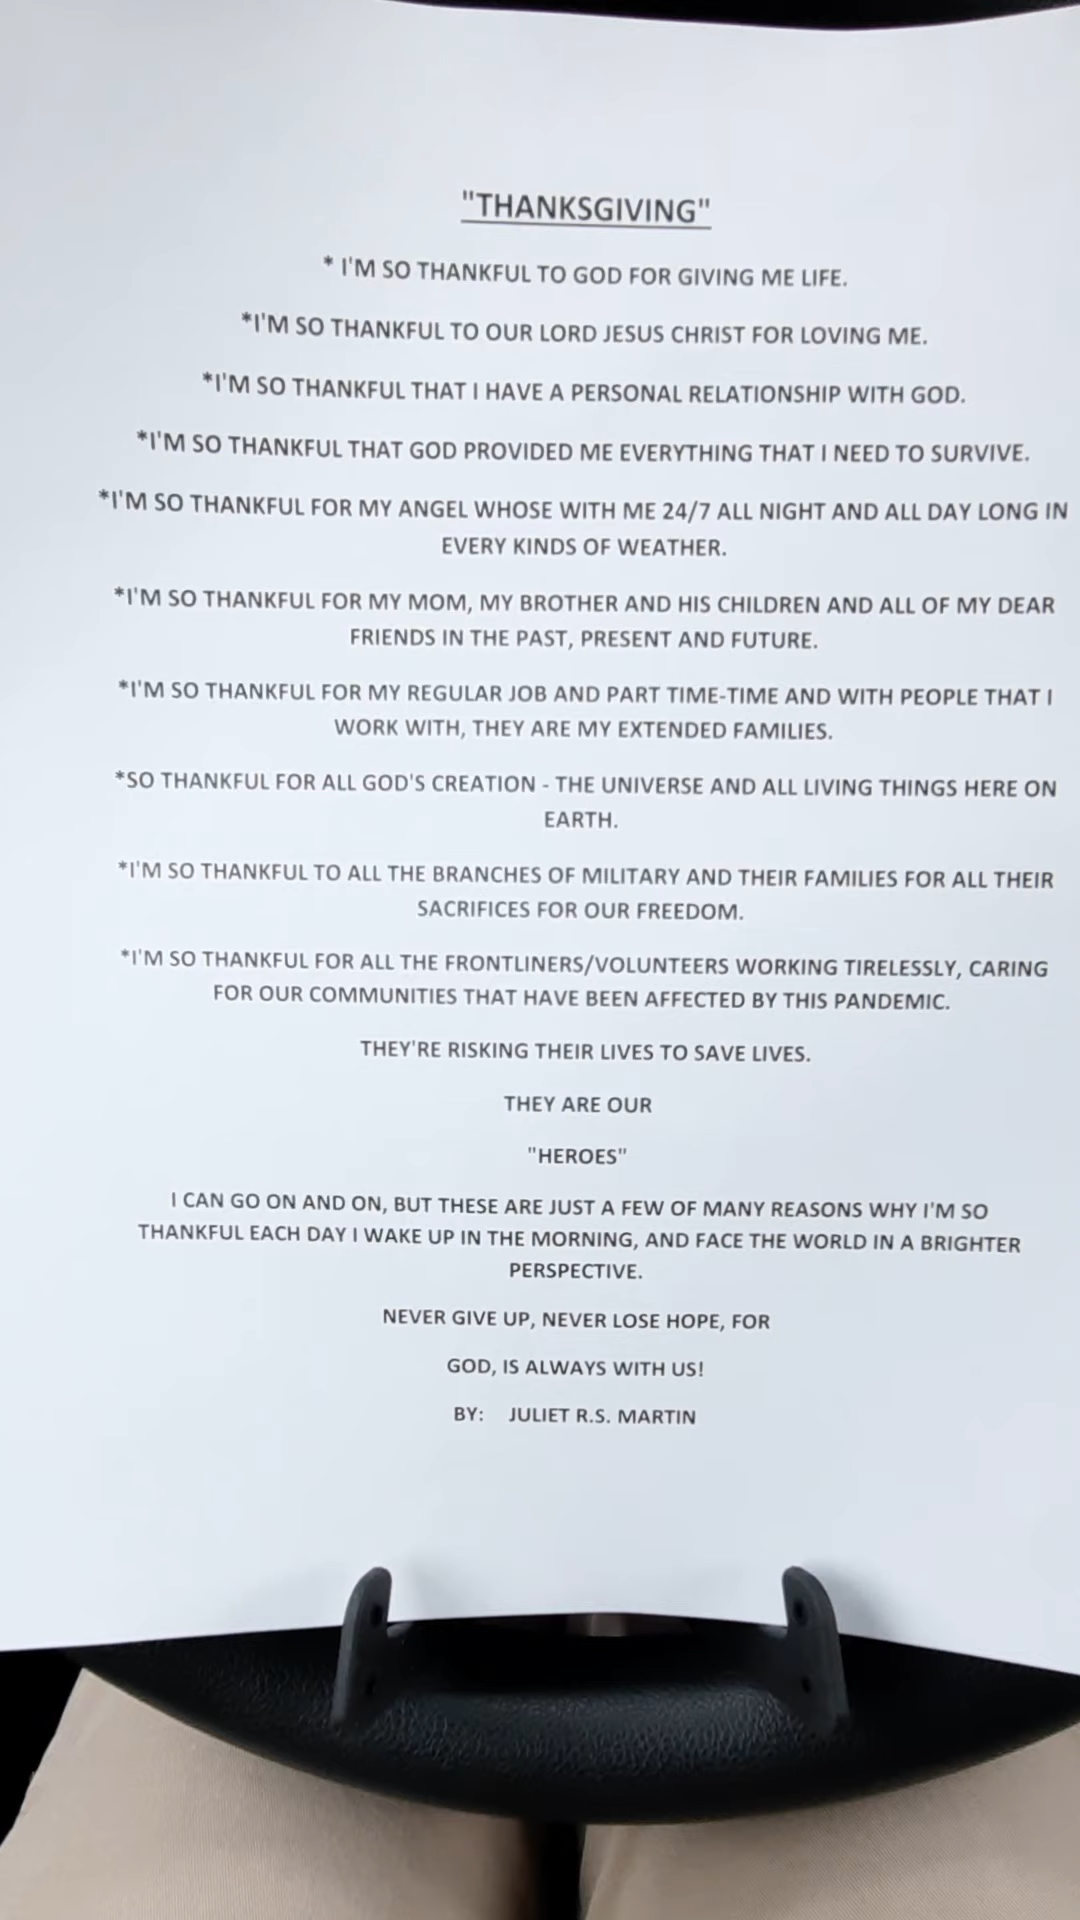 "THANKSGIVING"
* I'M SO THANKFUL TO GOD FOR GIVING ME LIFE.
*I'M SO THANKFUL TO OUR LORD JESUS CHRIST FOR LOVING ME.
*I'M SO THANKFUL THAT I HAVE A PERSONAL RELATIONSHIP WITH GOD.
*I'M SO THANKFUL THAT GOD PROVIDED ME EVERYTHING THAT I NEED TO SURVIVE.
*I'M SO THANKFUL FOR MY ANGEL WHOSE WITH ME 24/7 ALL NIGHT AND ALL DAY LONG IN
EVERY KINDS OF WEATHER.
*I'M SO THANKFUL FOR MY MOM, MY BROTHER AND HIS CHILDREN AND ALL OF MY DEAR
FRIENDS IN THE PAST, PRESENT AND FUTURE.
*I'M SO THANKFUL FOR MY REGULAR JOB AND PART TIME-TIME AND WITH PEOPLE THAT I
WORK WITH, THEY ARE MY EXTENDED FAMILIES.
*SO THANKFUL FOR ALL GOD'S CREATION - THE UNIVERSE AND ALL LIVING THINGS HERE ON
EARTH.
*I'M SO THANKFUL TO ALL THE BRANCHES OF MILITARY AND THEIR FAMILIES FOR ALL THEIR
SACRIFICES FOR OUR FREEDOM.
*I'M SO THANKFUL FOR ALL THE FRONTLINERS/VOLUNTEERS WORKING TIRELESSLY, CARING
FOR OUR COMMUNITIES THAT HAVE BEEN AFFECTED BY THIS PANDEMIC.
THEY'RE RISKING THEIR LIVES TO SAVE LIVES.
THEY ARE OUR
"HEROES"
I CAN GO ON AND ON, BUT THESE ARE JUST A FEW OF MANY REASONS WHY I'M SO
THANKFUL EACH DAY I WAKE UP IN THE MORNING, AND FACE THE WORLD IN A BRIGHTER
PERSPECTIVE.
NEVER GIVE UP, NEVER LOSE HOPE, FOR
GOD, IS ALWAYS WITH US!
BY: JULIET R.S. MARTIN